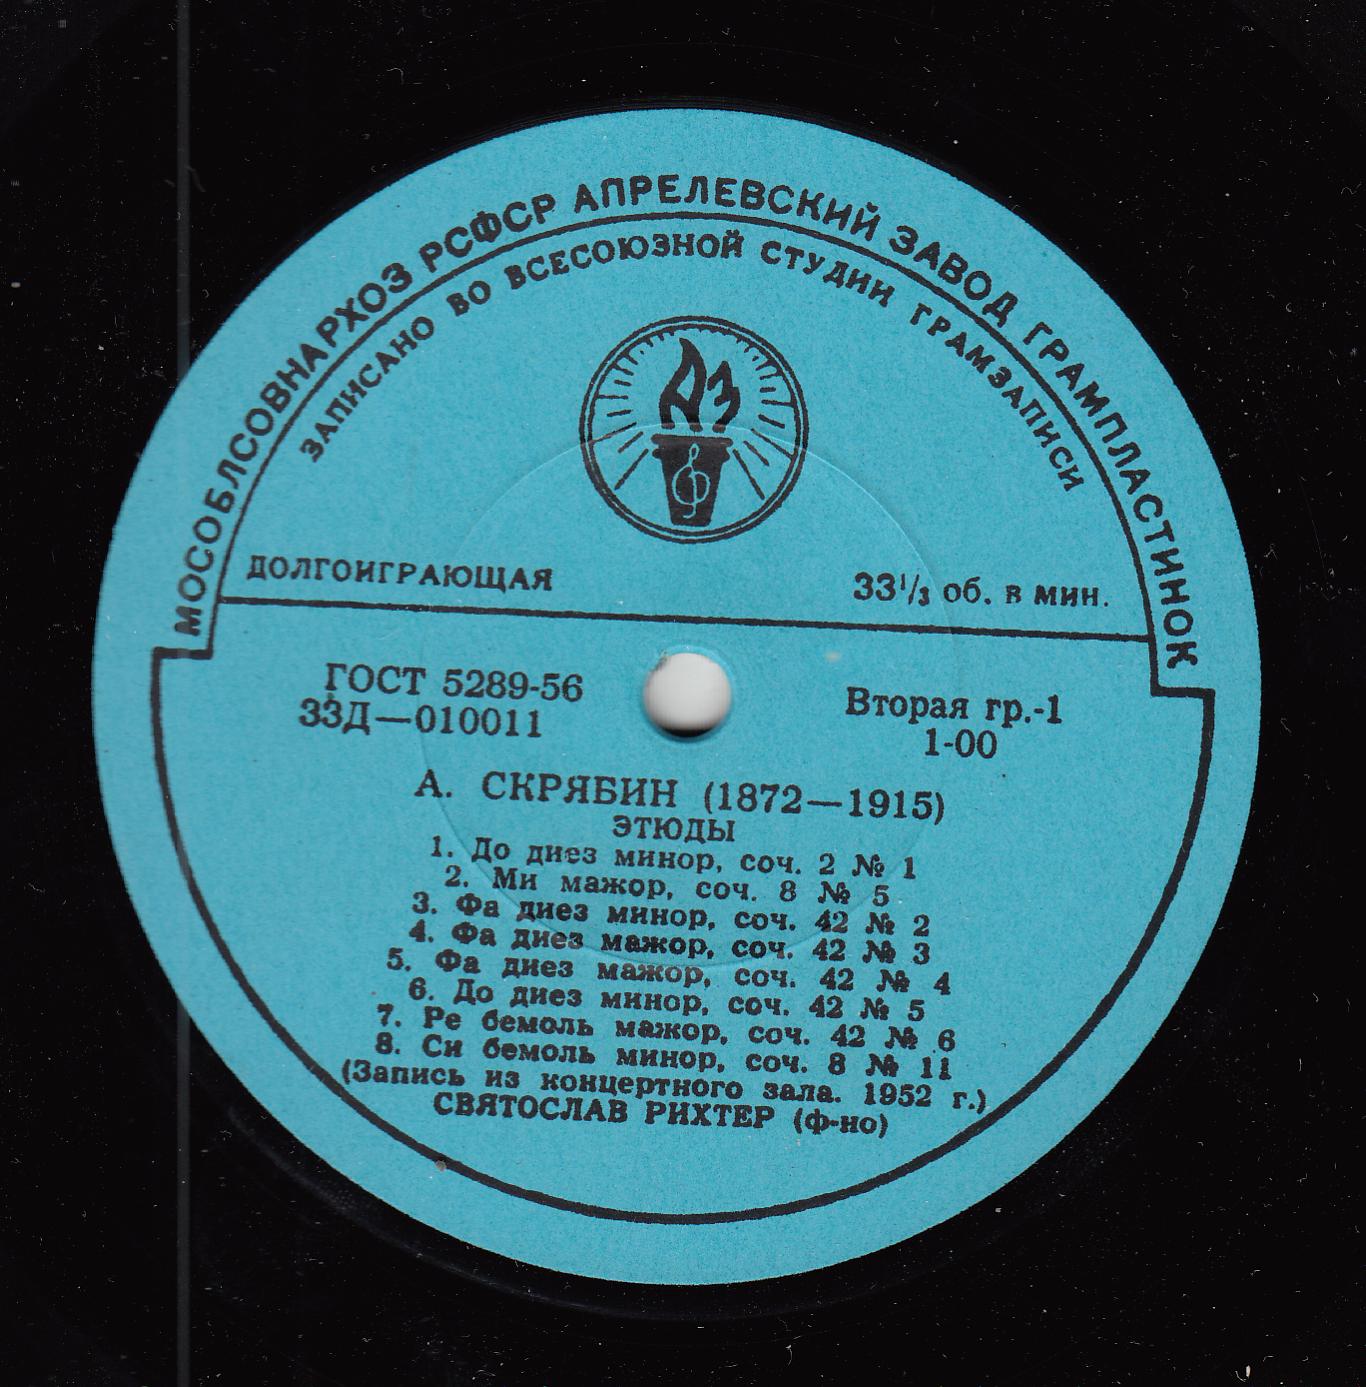 МОСОБЛСОВНАРХОЗ РСФСР АПРЕЛЕВСКИЙ ЗАВОД ГРАМПЛАСТИНОК
ЗАПИСАНО ВО ВСЕСОЮЗНОЙ СТУДИИ ГРАМЗАПИСИ
АЗ
ДОЛГОИГРАЮЩАЯ 33 1/3 об. в мин.
ГОСТ 5289-56 Вторая гр.-1
33Д—010011 1-00
А. СКРЯБИН (1872—1915)
ЭТЮДЫ
1. До диез минор, соч. 2 № 1
2. Ми мажор, соч. 8 № 5
3. Фа диез минор, соч. 42 № 2
4. Фа диез мажор, соч. 42 № 3
5. Фа диез мажор, соч. 42 № 4
6. До диез минор, соч. 42 № 5
7. Ре бемоль мажор, соч. 42 № 6
8. Си бемоль минор, соч. 8 № 11
(Запись из концертного зала. 1952 г.)
СВЯТОСЛАВ РИХТЕР (ф-но)